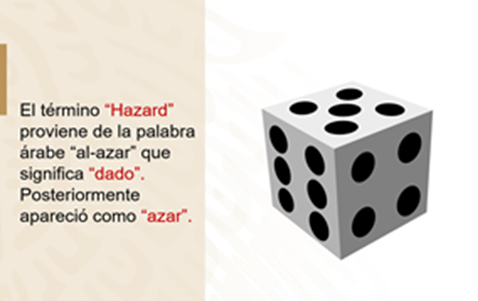 El término “Hazard”
proviene de la palabra
árabe “al-azar” que
significa “dado”.
Posteriormente
apareció como “azar”.